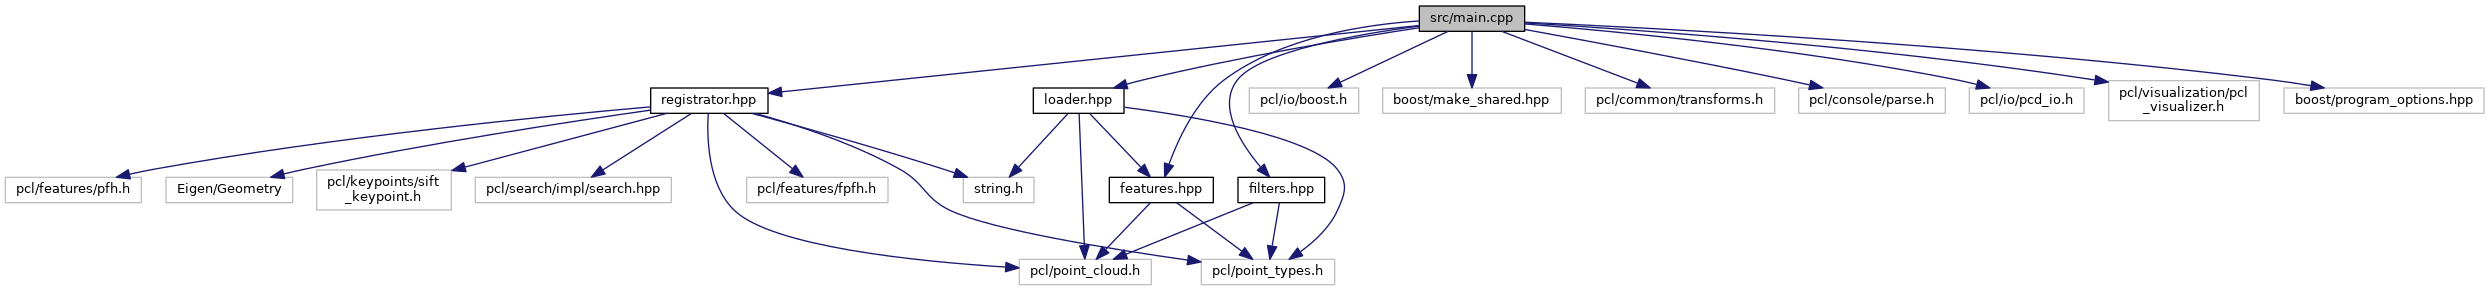 src/main.cpp
registrator.hpp
loader.hpp
pcl/io/boost.h
boost/make_shared.hpp
pcl/common/transforms.h
pcl/console/parse.h
pcl/io/pcd_io.h
pcl/visualization/pcl
_visualizer.h
boost/program_options.hpp
pcl/features/pfh.h
Eigen/Geometry
pcl/keypoints/sift
_keypoint.h
pcl/search/impl/search.hpp
pcl/features/fpfh.h
string.h
features.hpp
filters.hpp
pcl/point_cloud.h
pcl/point_types.h